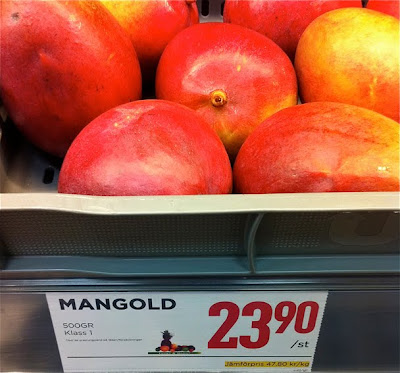 MANGOLD
500GR
Klass 1
23 90
/st
Jämförpris 47,80 kr/kg